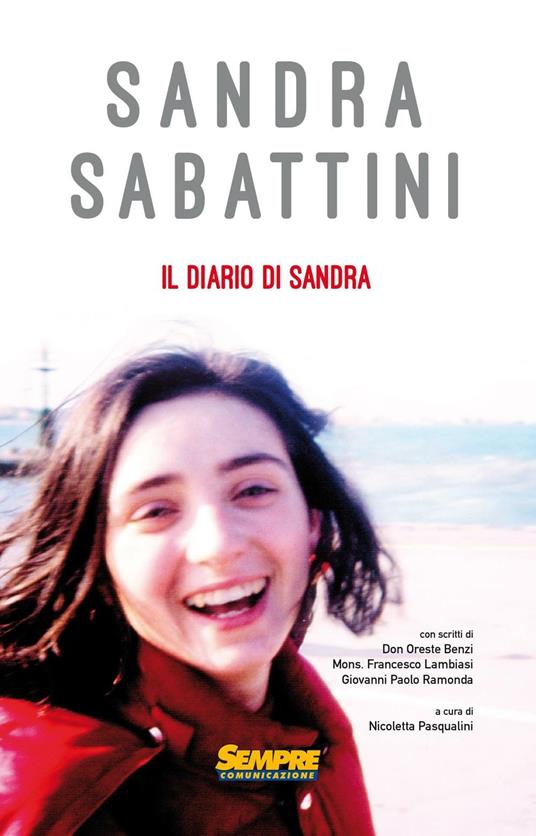 SANDRA
SABATTINI
IL DIARIO DI SANDRA
con scritti di
Don Oreste Benzi
Mons. Francesco Lambiasi
Giovanni Paolo Ramonda
a cura di
Nicoletta Pasqualini
SEMPRE
COMUNICAZIONE